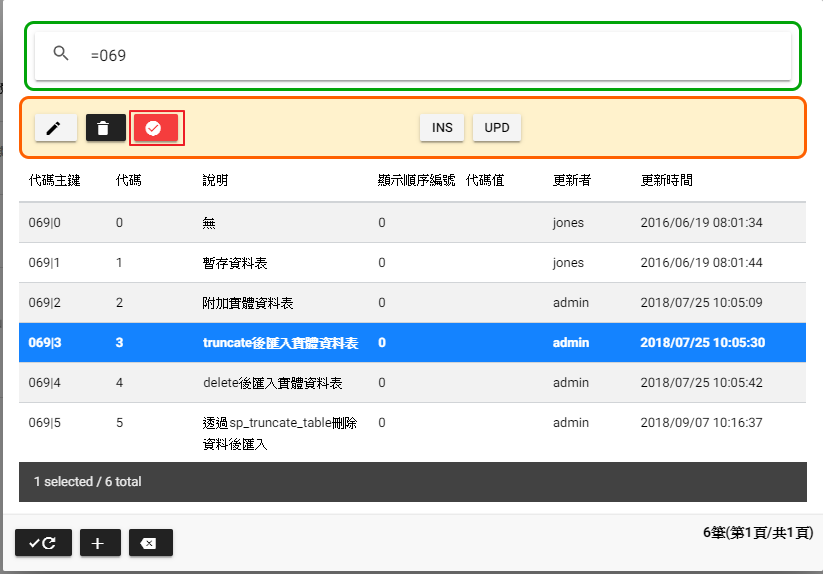 =069
INS UPD
代碼主鍵 代碼 說明 顯示順序編號 代碼值 更新者 更新時間
069|0 0 無 0 jones 2016/06/19 08:01:34
069|1 1 暫存資料表 0 jones 2016/06/19 08:01:44
069|2 2 附加實體資料表 0 admin 2018/07/25 10:05:09
069|3 3 truncate後匯入實體資料表 0 admin 2018/07/25 10:05:30
069|4 4 delete後匯入實體資料表 0 admin 2018/07/25 10:05:42
069|5 5 透過sp_truncate_table刪除 0 admin 2018/09/07 10:16:37
資料後匯入
1 selected / 6 total
6筆(第1頁/共1頁)